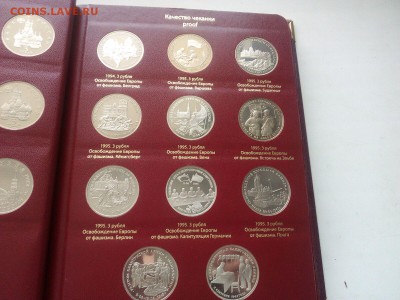 COINS.LAVE.RU
Качество чеканки
proof
1994. 3 рубля
Освобождение Европы
от фашизма. Белград
1995. 3 рубля
Освобождение Европы
от фашизма. Варшава
1995. 3 рубля
Освобождение Европы
от фашизма. Будапешт
1995. 3 рубля
Освобождение Европы
от фашизма. Кёнигсберг
1995. 3 рубля
Освобождение Европы
от фашизма. Вена
1995. 3 рубля
Освобождение Европы
от фашизма. Встреча на Эльбе
1995. 3 рубля
Освобождение Европы
от фашизма. Берлин
1995. 3 рубля
Освобождение Европы
от фашизма. Капитуляция Германии
1995. 3 рубля
Освобождение Европы
от фашизма. Прага